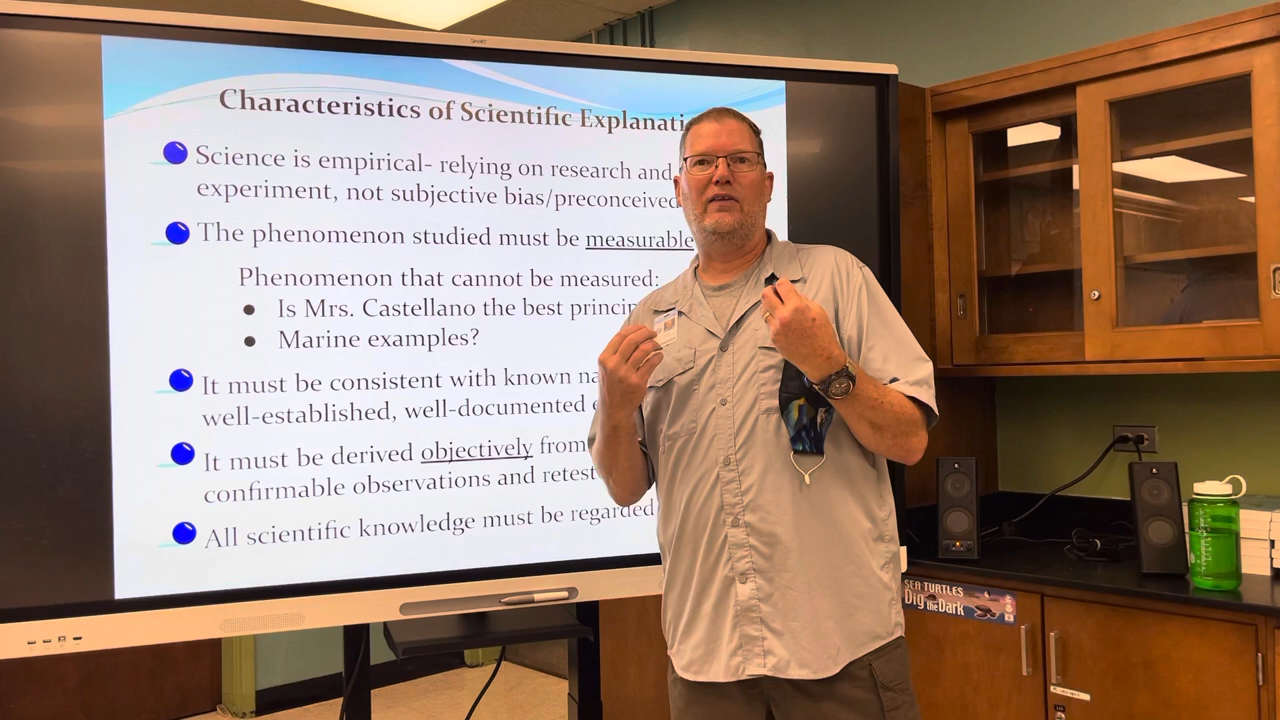 SMART
Characteristics of Scientific Explanati
Science is empirical- relying on research and
experiment, not subjective bias/preconceived
The phenomenon studied must be measurable
Phenomenon that cannot be measured:
Is Mrs. Castellano the best princip
Marine examples?
It must be consistent with known na
well-established, well-documented e
It must be derived objectively from
confirmable observations and retest
All scientific knowledge must be regarded
SEA TURTLES
Dig the Dark